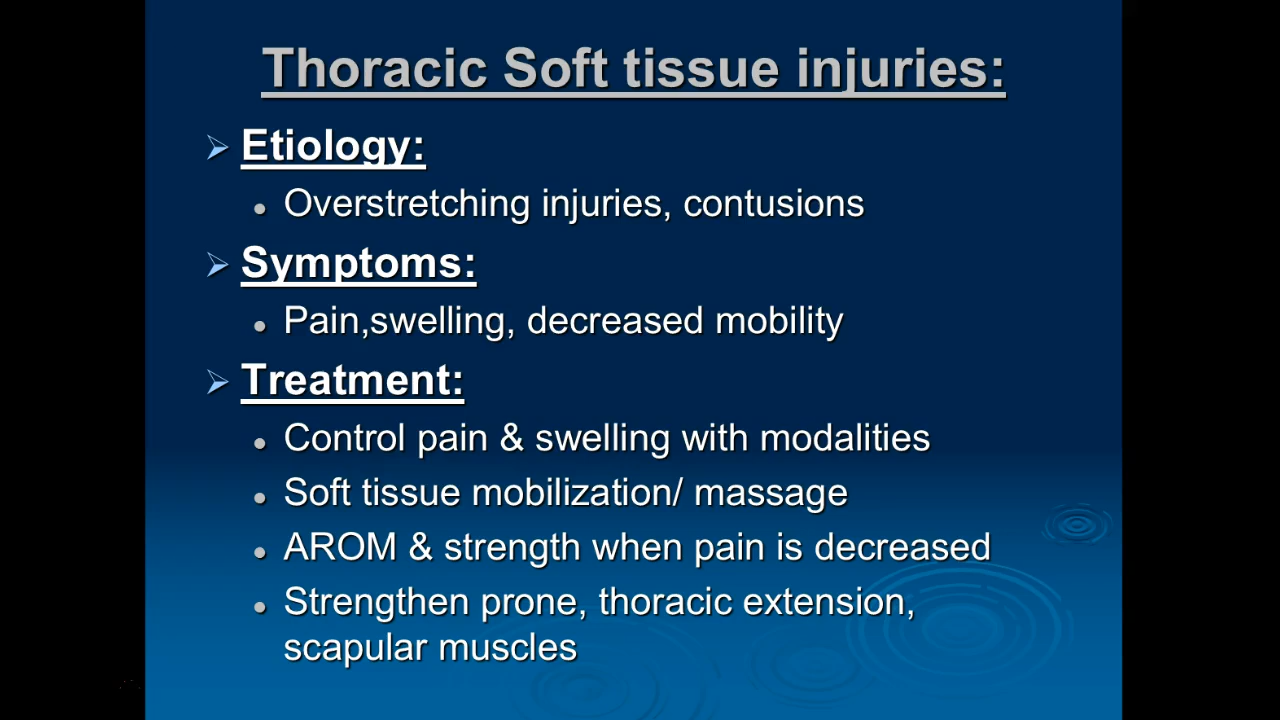 Thoracic Soft tissue injuries:
Etiology:
Overstretching injuries, contusions
Symptoms:
Pain,swelling, decreased mobility
Treatment:
Control pain & swelling with modalities
Soft tissue mobilization/ massage
AROM & strength when pain is decreased
Strengthen prone, thoracic extension,
scapular muscles